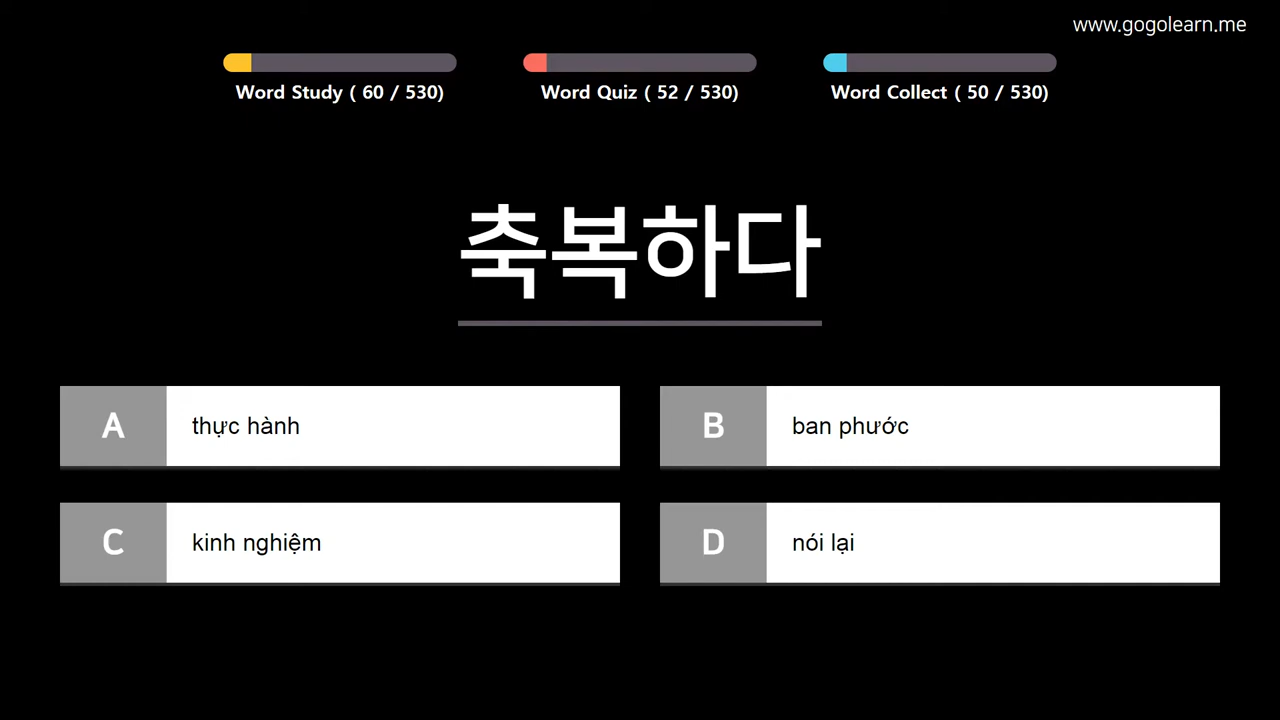 www.gogolearn.me
Word Study ( 60 / 530)
Word Quiz ( 52 / 530)
Word Collect ( 50 / 530)
축복하다
A thực hành
B ban phước
C kinh nghiệm
D nói lại